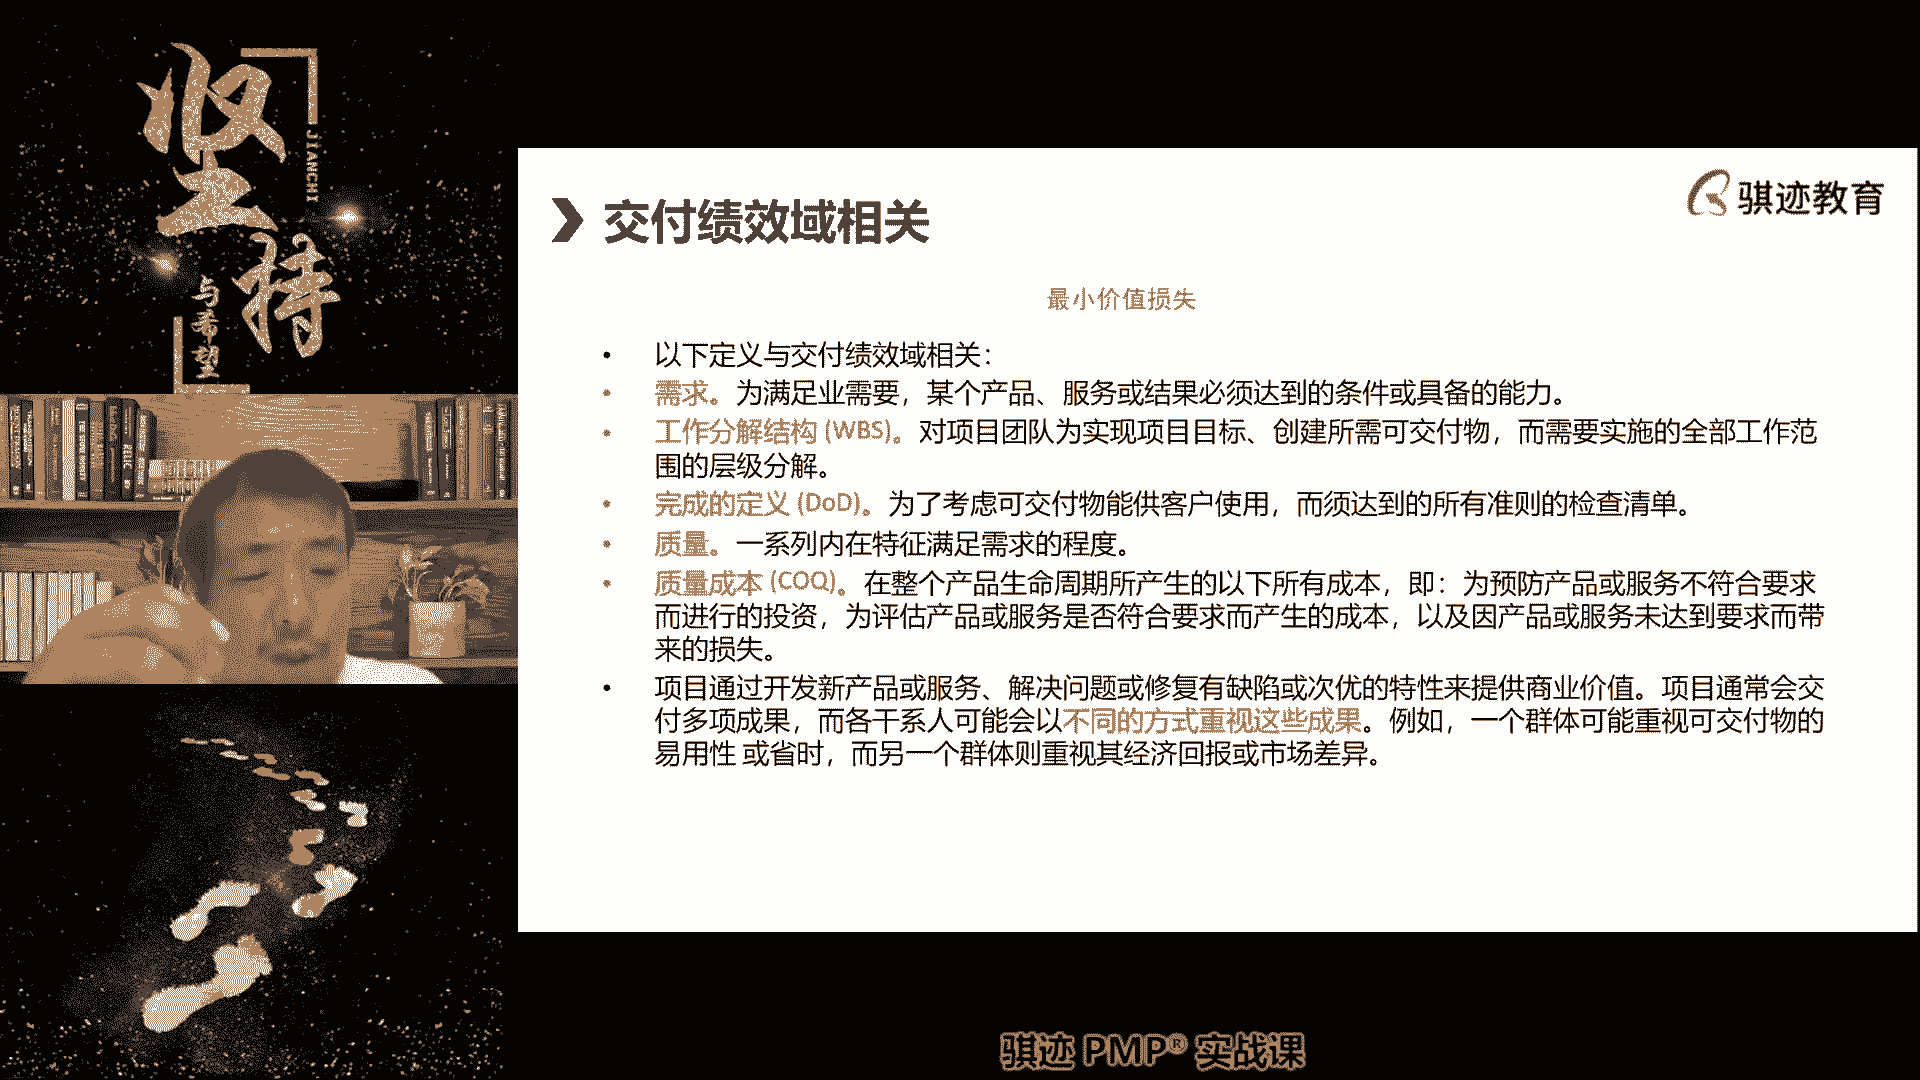 坚
持
JIANCHI
与希望
骐迹教育
交付绩效域相关
最小价值损失
• 以下定义与交付绩效域相关：
• 需求。为满足业需要，某个产品、服务或结果必须达到的条件或具备的能力。
• 工作分解结构 (WBS)。对项目团队为实现项目目标、创建所需可交付物，而需要实施的全部工作范
围的层级分解。
• 完成的定义 (DoD)。为了考虑可交付物能供客户使用，而须达到的所有准则的检查清单。
• 质量。一系列内在特征满足需求的程度。
• 质量成本 (COQ)。在整个产品生命周期所产生的以下所有成本，即：为预防产品或服务不符合要求
而进行的投资，为评估产品或服务是否符合要求而产生的成本，以及因产品或服务未达到要求而带
来的损失。
• 项目通过开发新产品或服务、解决问题或修复有缺陷或次优的特性来提供商业价值。项目通常会交
付多项成果，而各干系人可能会以不同的方式重视这些成果。例如，一个群体可能重视可交付物的
易用性 或省时，而另一个群体则重视其经济回报或市场差异。
骐迹 PMP® 实战课